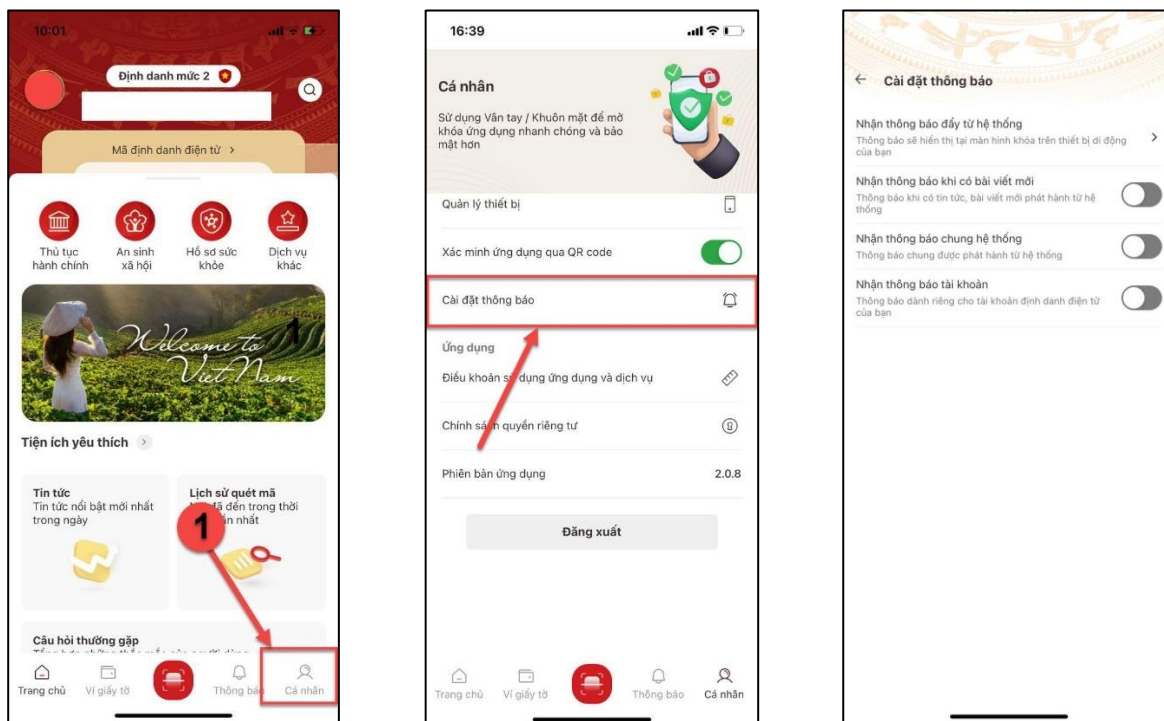 10:01
Định danh mức 2
Mã định danh điện tử >
Thủ tục
hành chính
An sinh
xã hội
Hồ sơ sức
khỏe
Dịch vụ
khác
Welcome to
Viet Nam
1
Tiện ích yêu thích >
Tin tức
Tin tức nổi bật mới nhất
trong ngày
Lịch sử quét mã
đã đến trong thời
nhất
1
Câu hỏi thường gặp
Trang chủ
Ví giấy tờ
Thông báo
Cá nhân
16:39
Cá nhân
Sử dụng Vân tay / Khuôn mặt để mở
khóa ứng dụng nhanh chóng và bảo
mật hơn
Quản lý thiết bị
Xác minh ứng dụng qua QR code
Cài đặt thông báo
Ứng dụng
Điều khoản sử dụng ứng dụng và dịch vụ
Chính sách quyền riêng tư
Phiên bản ứng dụng
2.0.8
Đăng xuất
Trang chủ
Ví giấy tờ
Thông báo
Cá nhân
Cài đặt thông báo
Nhận thông báo đẩy từ hệ thống
Thông báo sẽ hiển thị tại màn hình khóa trên thiết bị di động
của bạn
Nhận thông báo khi có bài viết mới
Thông báo khi có tin tức, bài viết mới phát hành từ hệ
thống
Nhận thông báo chung hệ thống
Thông báo chung được phát hành từ hệ thống
Nhận thông báo tài khoản
Thông báo dành riêng cho tài khoản định danh điện tử
của bạn